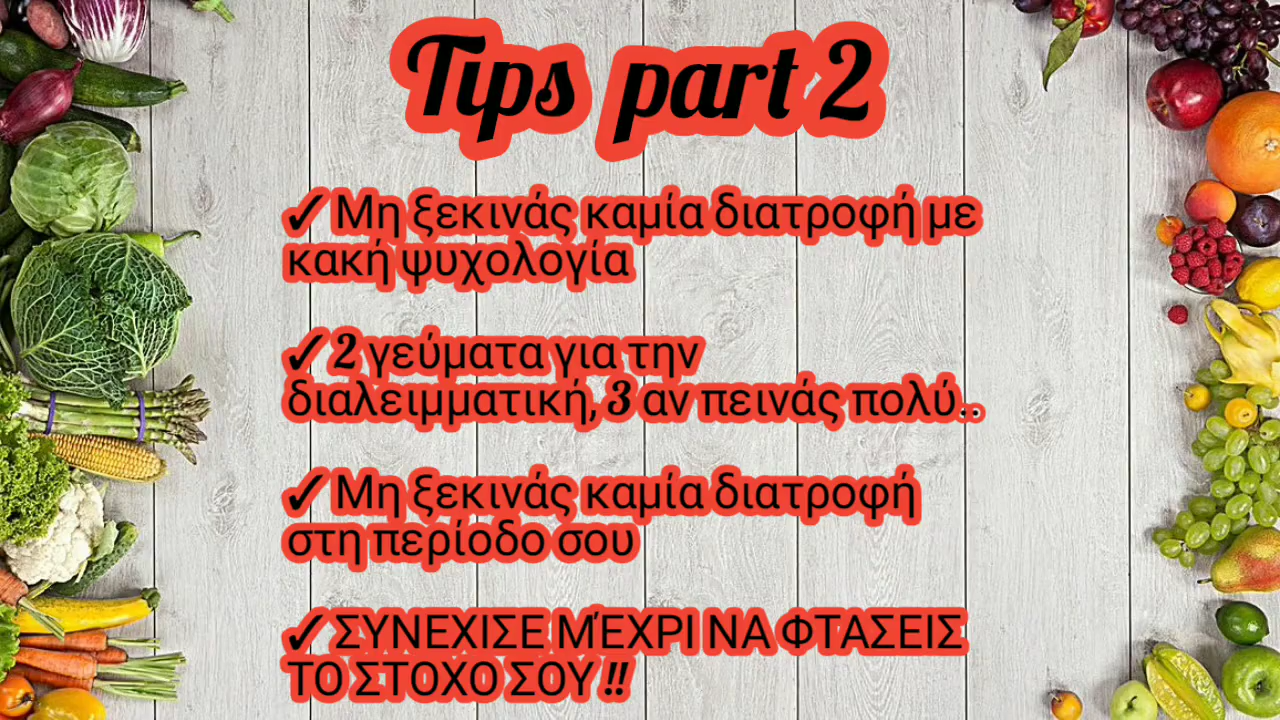 Tips part 2
✓Μη ξεκινάς καμία διατροφή με
κακή ψυχολογία
✓2 γεύματα για την
διαλειμματική, 3 αν πεινάς πολύ..
✓Μη ξεκινάς καμία διατροφή
στη περίοδο σου
✓ΣΥΝΕΧΙΣΕ ΜΈΧΡΙ ΝΑ ΦΤΑΣΕΙΣ
ΤΟ ΣΤΟΧΟ ΣΟΥ !!